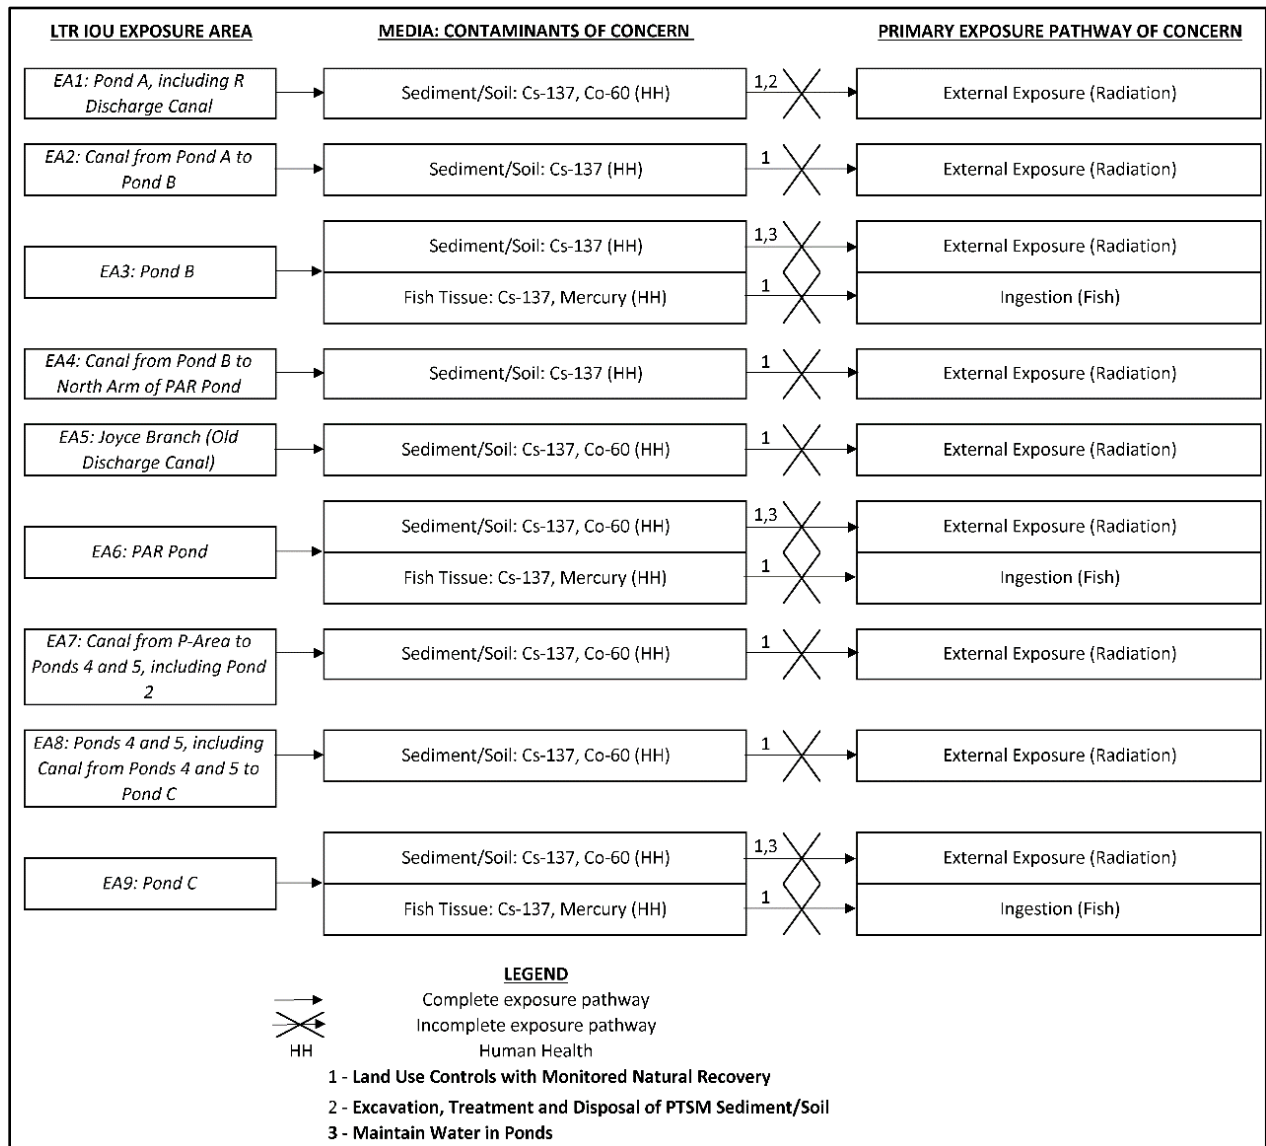 LTR IOU EXPOSURE AREA
MEDIA: CONTAMINANTS OF CONCERN
PRIMARY EXPOSURE PATHWAY OF CONCERN
EA1: Pond A, including R
Discharge Canal
Sediment/Soil: Cs-137, Co-60 (HH)
1,2
External Exposure (Radiation)
EA2: Canal from Pond A to
Pond B
Sediment/Soil: Cs-137 (HH)
1
External Exposure (Radiation)
EA3: Pond B
Sediment/Soil: Cs-137 (HH)
1,3
External Exposure (Radiation)
Fish Tissue: Cs-137, Mercury (HH)
1
Ingestion (Fish)
EA4: Canal from Pond B to
North Arm of PAR Pond
Sediment/Soil: Cs-137 (HH)
1
External Exposure (Radiation)
EA5: Joyce Branch (Old
Discharge Canal)
Sediment/Soil: Cs-137, Co-60 (HH)
1
External Exposure (Radiation)
EA6: PAR Pond
Sediment/Soil: Cs-137, Co-60 (HH)
1,3
External Exposure (Radiation)
Fish Tissue: Cs-137, Mercury (HH)
1
Ingestion (Fish)
EA7: Canal from P-Area to
Ponds 4 and 5, including Pond
2
Sediment/Soil: Cs-137, Co-60 (HH)
1
External Exposure (Radiation)
EA8: Ponds 4 and 5, including
Canal from Ponds 4 and 5 to
Pond C
Sediment/Soil: Cs-137, Co-60 (HH)
1
External Exposure (Radiation)
EA9: Pond C
Sediment/Soil: Cs-137, Co-60 (HH)
1,3
External Exposure (Radiation)
Fish Tissue: Cs-137, Mercury (HH)
1
Ingestion (Fish)
LEGEND
Complete exposure pathway
Incomplete exposure pathway
HH Human Health
1 - Land Use Controls with Monitored Natural Recovery
2 - Excavation, Treatment and Disposal of PTSM Sediment/Soil
3 - Maintain Water in Ponds